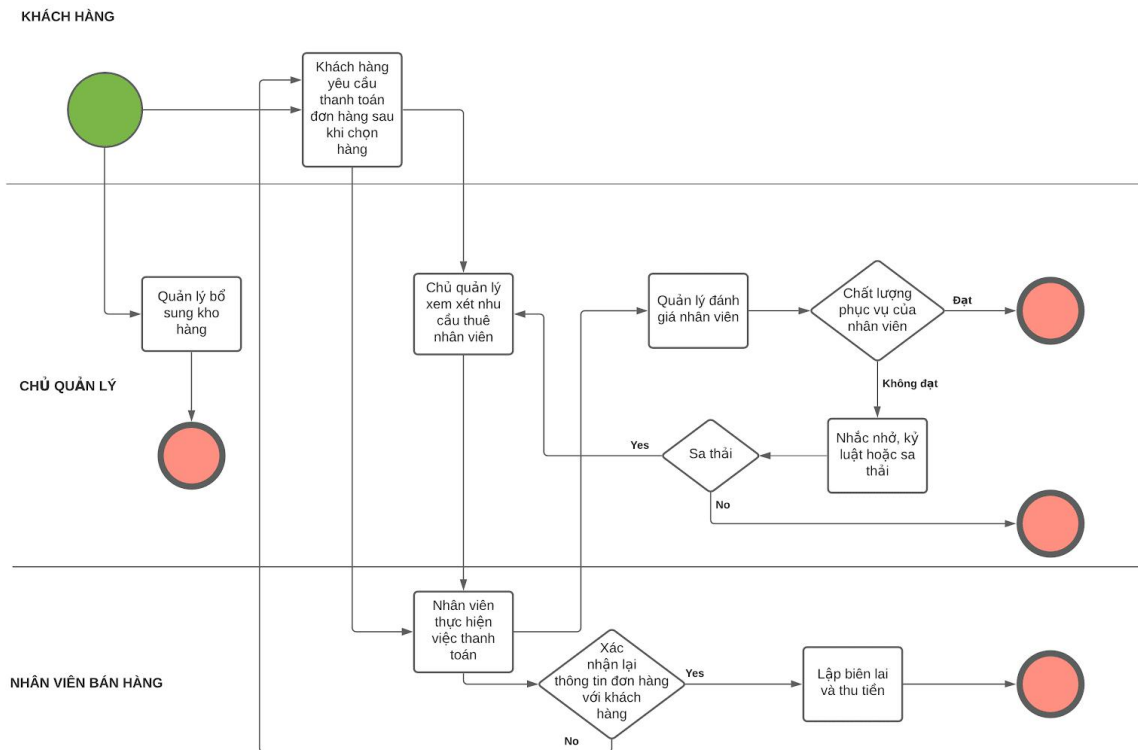 KHÁCH HÀNG
Khách hàng
yêu cầu
thanh toán
đơn hàng sau
khi chọn
hàng
Quản lý bổ
sung kho
hàng
Chủ quản lý
xem xét nhu
cầu thuê
nhân viên
Quản lý đánh
giá nhân viên
Chất lượng
phục vụ của
nhân viên
Đạt
CHỦ QUẢN LÝ
Không đạt
Nhắc nhở, kỷ
luật hoặc sa
thải
Sa thải
Yes
No
Nhân viên
thực hiện
việc thanh
toán
Xác
nhận lại
thông tin đơn hàng
với khách
hàng
Yes
Lập biên lai
và thu tiền
NHÂN VIÊN BÁN HÀNG
No